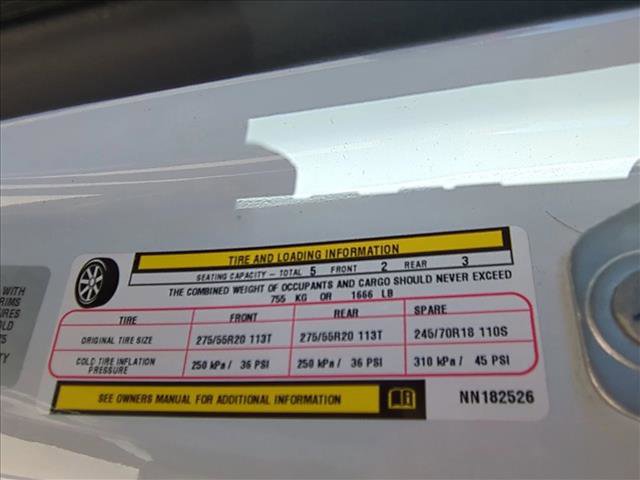 TIRE AND LOADING INFORMATION
SEATING CAPACITY - TOTAL 5 FRONT 2 REAR 3
THE COMBINED WEIGHT OF OCCUPANTS AND CARGO SHOULD NEVER EXCEED
755 KG OR 1666 LB
TIRE FRONT REAR SPARE
ORIGINAL TIRE SIZE 275/55R20 113T 275/55R20 113T 245/70R18 110S
COLD TIRE INFLATION PRESSURE 250 kPa / 36 PSI 250 kPa / 36 PSI 310 kPa / 45 PSI
SEE OWNERS MANUAL FOR ADDITIONAL INFORMATION
NN182526
WITH